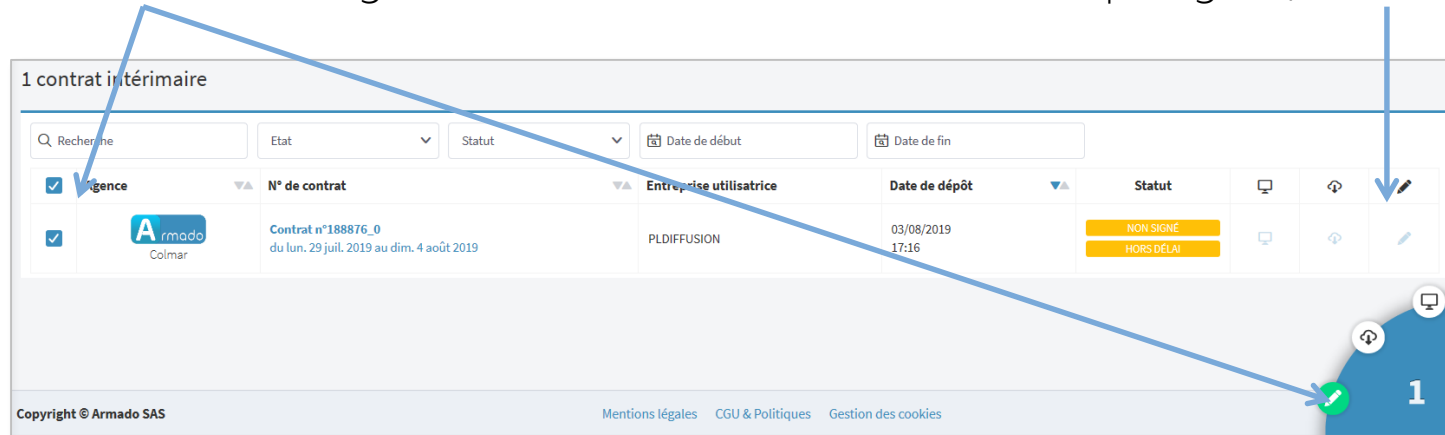 1 contrat intérimaire
Recherche Etat Statut Date de début Date de fin
Agence N° de contrat Entreprise utilisatrice Date de dépôt Statut
Armado
Colmar
Contrat n°188876_0
du lun. 29 juil. 2019 au dim. 4 août 2019
PLDIFFUSION
03/08/2019
17:16
NON SIGNÉ
HORS DÉLAI
1
Copyright © Armado SAS Mentions légales CGU & Politiques Gestion des cookies